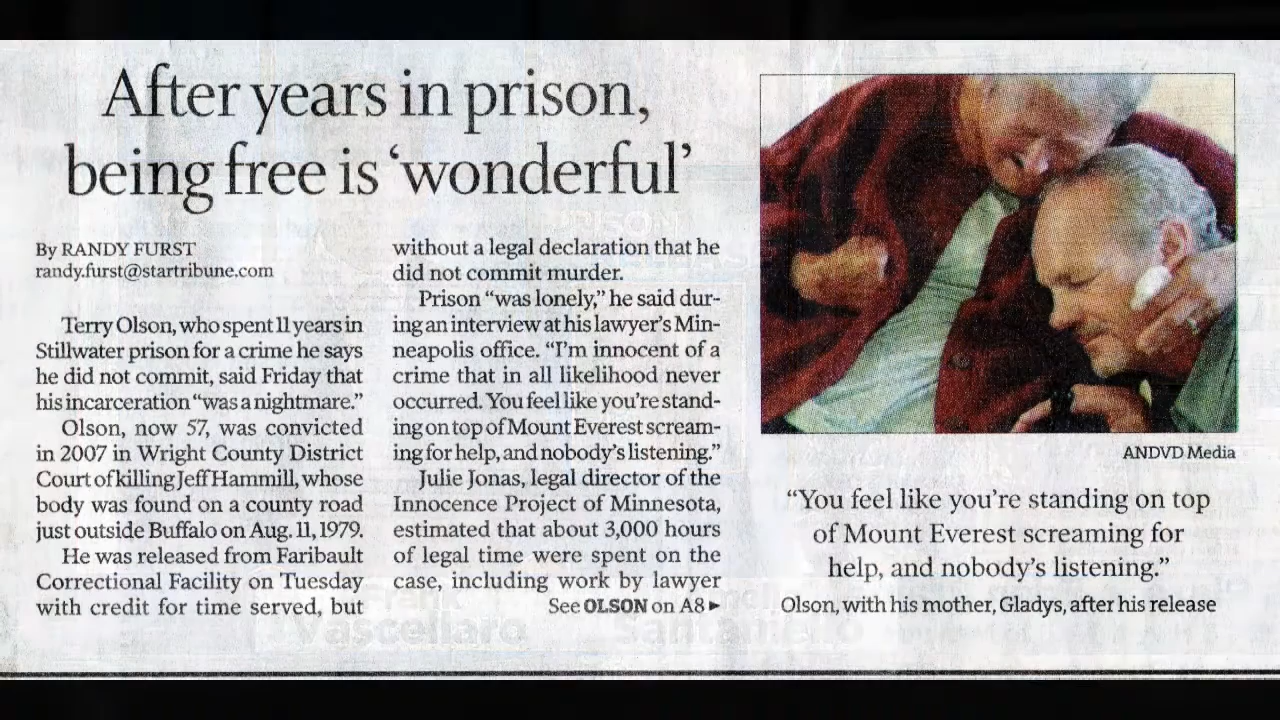 After years in prison,
being free is ‘wonderful’
By RANDY FURST
randy.furst@startribune.com
Terry Olson, who spent 11 years in
Stillwater prison for a crime he says
he did not commit, said Friday that
his incarceration “was a nightmare.”
Olson, now 57, was convicted
in 2007 in Wright County District
Court of killing Jeff Hammill, whose
body was found on a county road
just outside Buffalo on Aug. 11, 1979.
He was released from Faribault
Correctional Facility on Tuesday
with credit for time served, but
without a legal declaration that he
did not commit murder.
Prison “was lonely,” he said dur-
ing an interview at his lawyer’s Min-
neapolis office. “I’m innocent of a
crime that in all likelihood never
occurred. You feel like you’re stand-
ing on top of Mount Everest scream-
ing for help, and nobody’s listening.”
Julie Jonas, legal director of the
Innocence Project of Minnesota,
estimated that about 3,000 hours
of legal time were spent on the
case, including work by lawyer
See OLSON on A8 ►
ANDVD Media
“You feel like you’re standing on top
of Mount Everest screaming for
help, and nobody’s listening.”
Olson, with his mother, Gladys, after his release
PRISON
Frank
Vascellaro